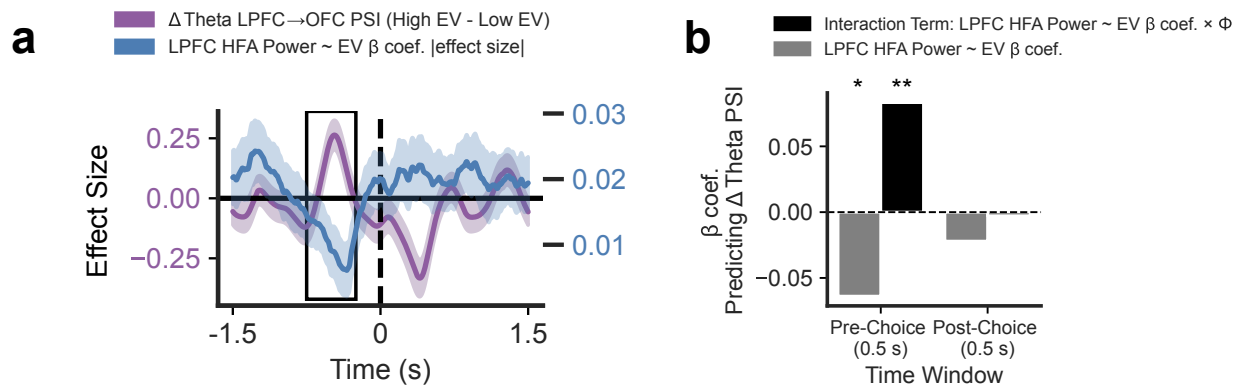 a
Δ Theta LPFC→OFC PSI (High EV - Low EV)
LPFC HFA Power ~ EV β coef. |effect size|
Effect Size
0.25
0.00
−0.25
0.03
0.02
0.01
-1.5
0
1.5
Time (s)
b
Interaction Term: LPFC HFA Power ~ EV β coef. × Φ
LPFC HFA Power ~ EV β coef.
β coef.
Predicting Δ Theta PSI
* **
0.05
0.00
−0.05
Pre-Choice Post-Choice
(0.5 s) (0.5 s)
Time Window